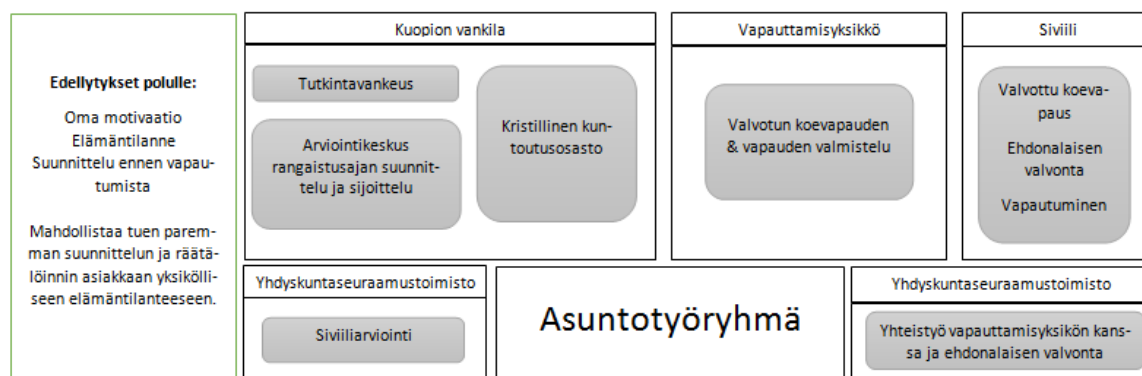 Edellytykset polulle:
Oma motivaatio
Elämäntilanne
Suunnittelu ennen vapau-
tumista
Mahdollistaa tuen parem-
man suunnittelun ja räätä-
löinnin asiakkaan yksikölli-
seen elämäntilanteeseen.
Kuopion vankila
Tutkintavankeus
Arviointikeskus
rangaistusajan suunnit-
telu ja sijoittelu
Kristillinen kun-
toutusosasto
Vapauttamisyksikkö
Valvotun koevapauden
& vapauden valmistelu
Siviili
Valvottu koeva-
paus
Ehdonalaisen
valvonta
Vapautuminen
Yhdyskuntaseuraamustoimisto
Siviiliarviointi
Asuntotyöryhmä
Yhdyskuntaseuraamustoimisto
Yhteistyö vapauttamisyksikön kans-
sa ja ehdonalaisen valvonta